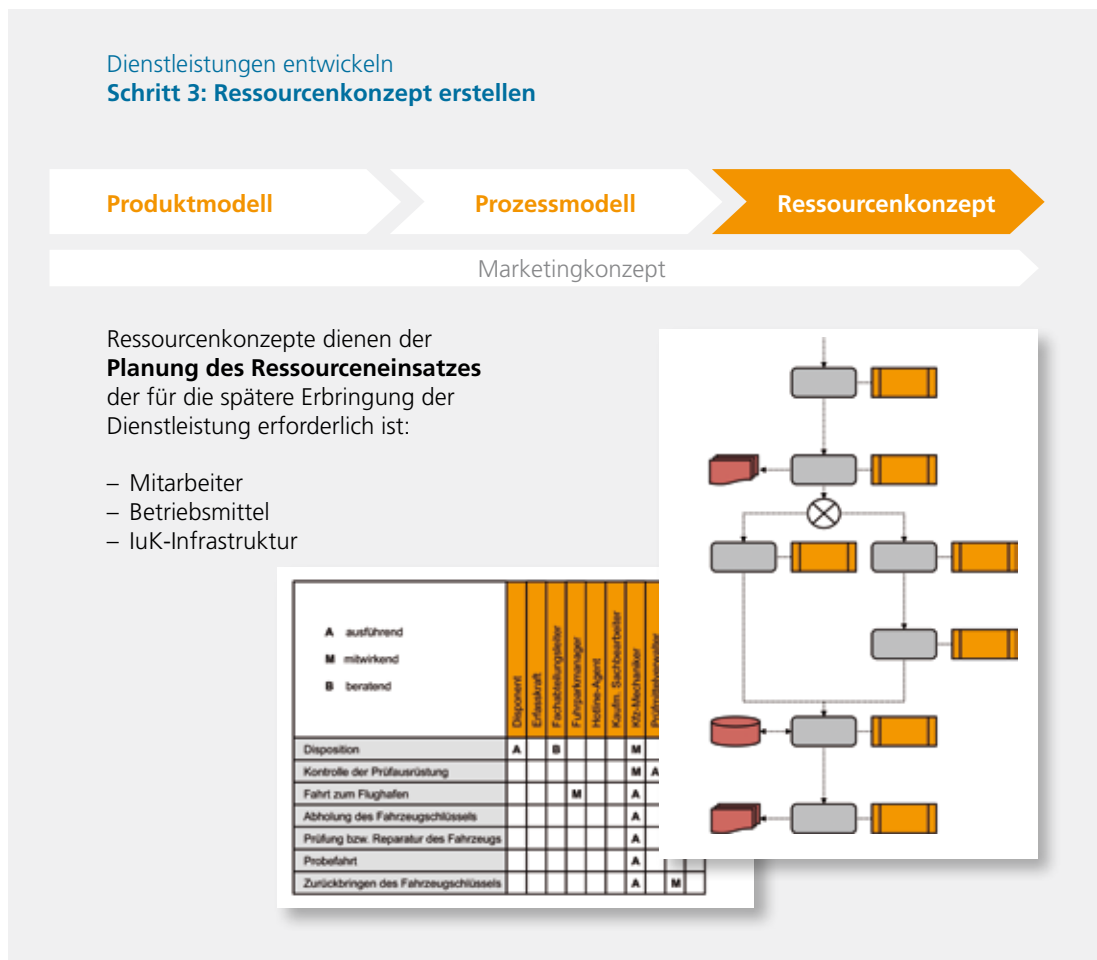 Dienstleistungen entwickeln
Schritt 3: Ressourcenkonzept erstellen
Produktmodell
Prozessmodell
Ressourcenkonzept
Marketingkonzept
Ressourcenkonzepte dienen der
Planung des Ressourceneinsatzes
der für die spätere Erbringung der
Dienstleistung erforderlich ist:
– Mitarbeiter
– Betriebsmittel
– IuK-Infrastruktur
A ausführend
M mitwirkend
B beratend
Disponent
Erfasskraft
Fachabteilungsleiter
Fuhrparkmanager
Hotline-Agent
Kaufm. Sachbearbeiter
Kfz-Mechaniker
Prüfmittelverwalter
Disposition A B M
Kontrolle der Prüfausrüstung M A
Fahrt zum Flughafen M A
Abholung des Fahrzeugschlüssels A
Prüfung bzw. Reparatur des Fahrzeugs A
Probefahrt A
Zurückbringen des Fahrzeugschlüssels A M